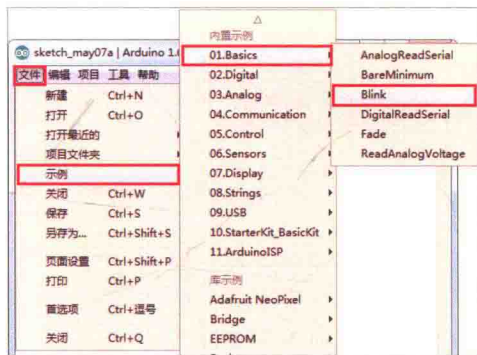 sketch_may07a | Arduino 1.
文件 编辑 项目 工具 帮助
新建 Ctrl+N
打开 Ctrl+O
打开最近的
项目文件夹
示例
关闭 Ctrl+W
保存 Ctrl+S
另存为... Ctrl+Shift+S
页面设置 Ctrl+Shift+P
打印 Ctrl+P
首选项 Ctrl+逗号
关闭 Ctrl+Q
内置示例
01.Basics
02.Digital
03.Analog
04.Communication
05.Control
06.Sensors
07.Display
08.Strings
09.USB
10.StarterKit_BasicKit
11.ArduinoISP
库示例
Adafruit NeoPixel
Bridge
EEPROM
AnalogReadSerial
BareMinimum
Blink
DigitalReadSerial
Fade
ReadAnalogVoltage